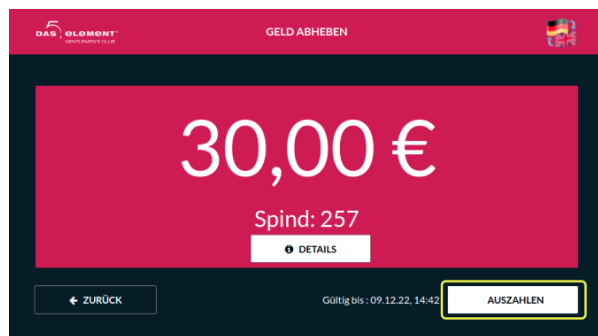 DAS 5 ELEMENT
GENTLEMEN'S CLUB
GELD ABHEBEN
30,00 €
Spind: 257
DETAILS
ZURÜCK
Gültig bis : 09.12.22, 14:42
AUSZAHLEN